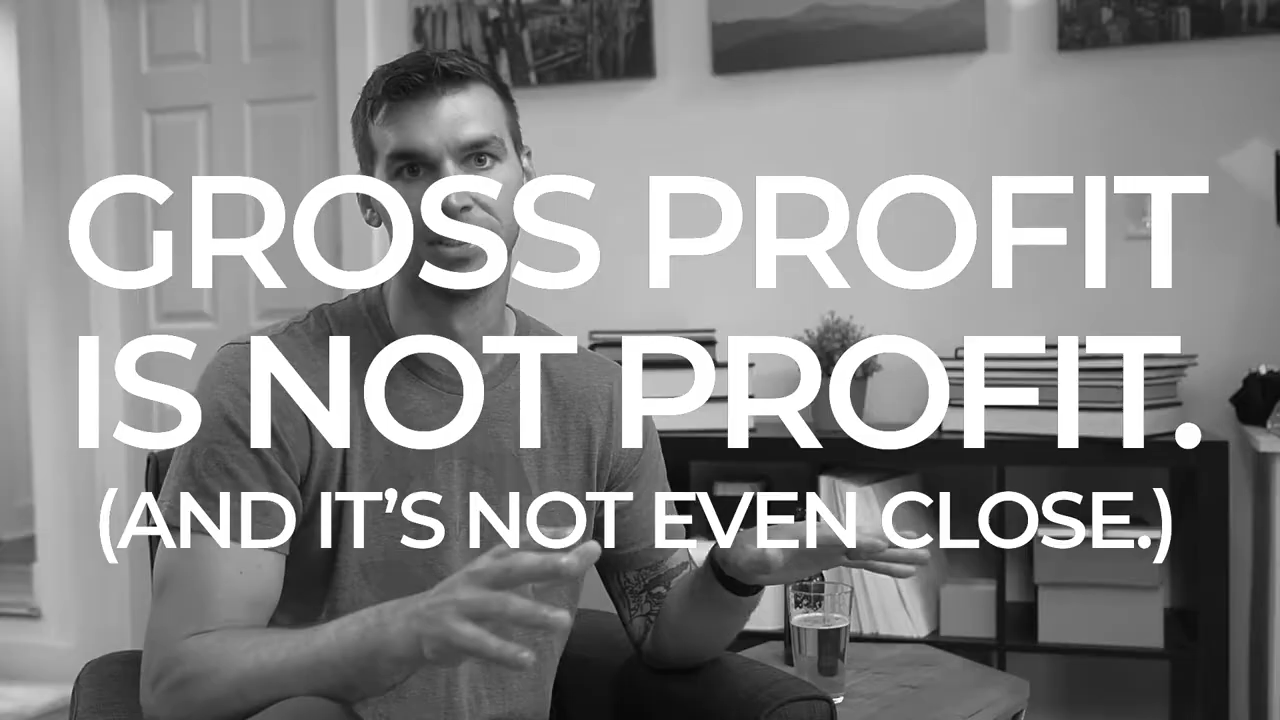 GROSS PROFIT
IS NOT PROFIT.
(AND IT’S NOT EVEN CLOSE.)